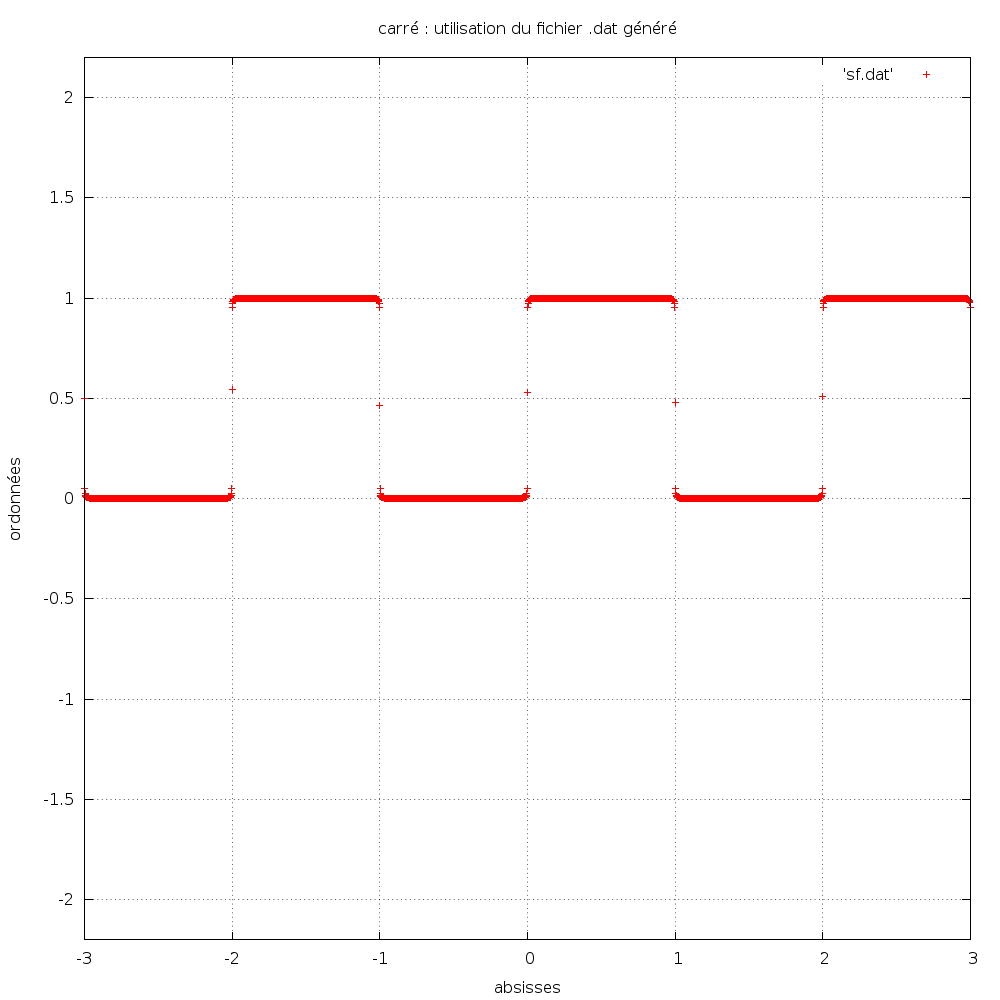 carré : utilisation du fichier .dat généré
'sf.dat'
2
1.5
1
0.5
0
-0.5
-1
-1.5
-2
ordonnées
-3 -2 -1 0 1 2 3
absisses